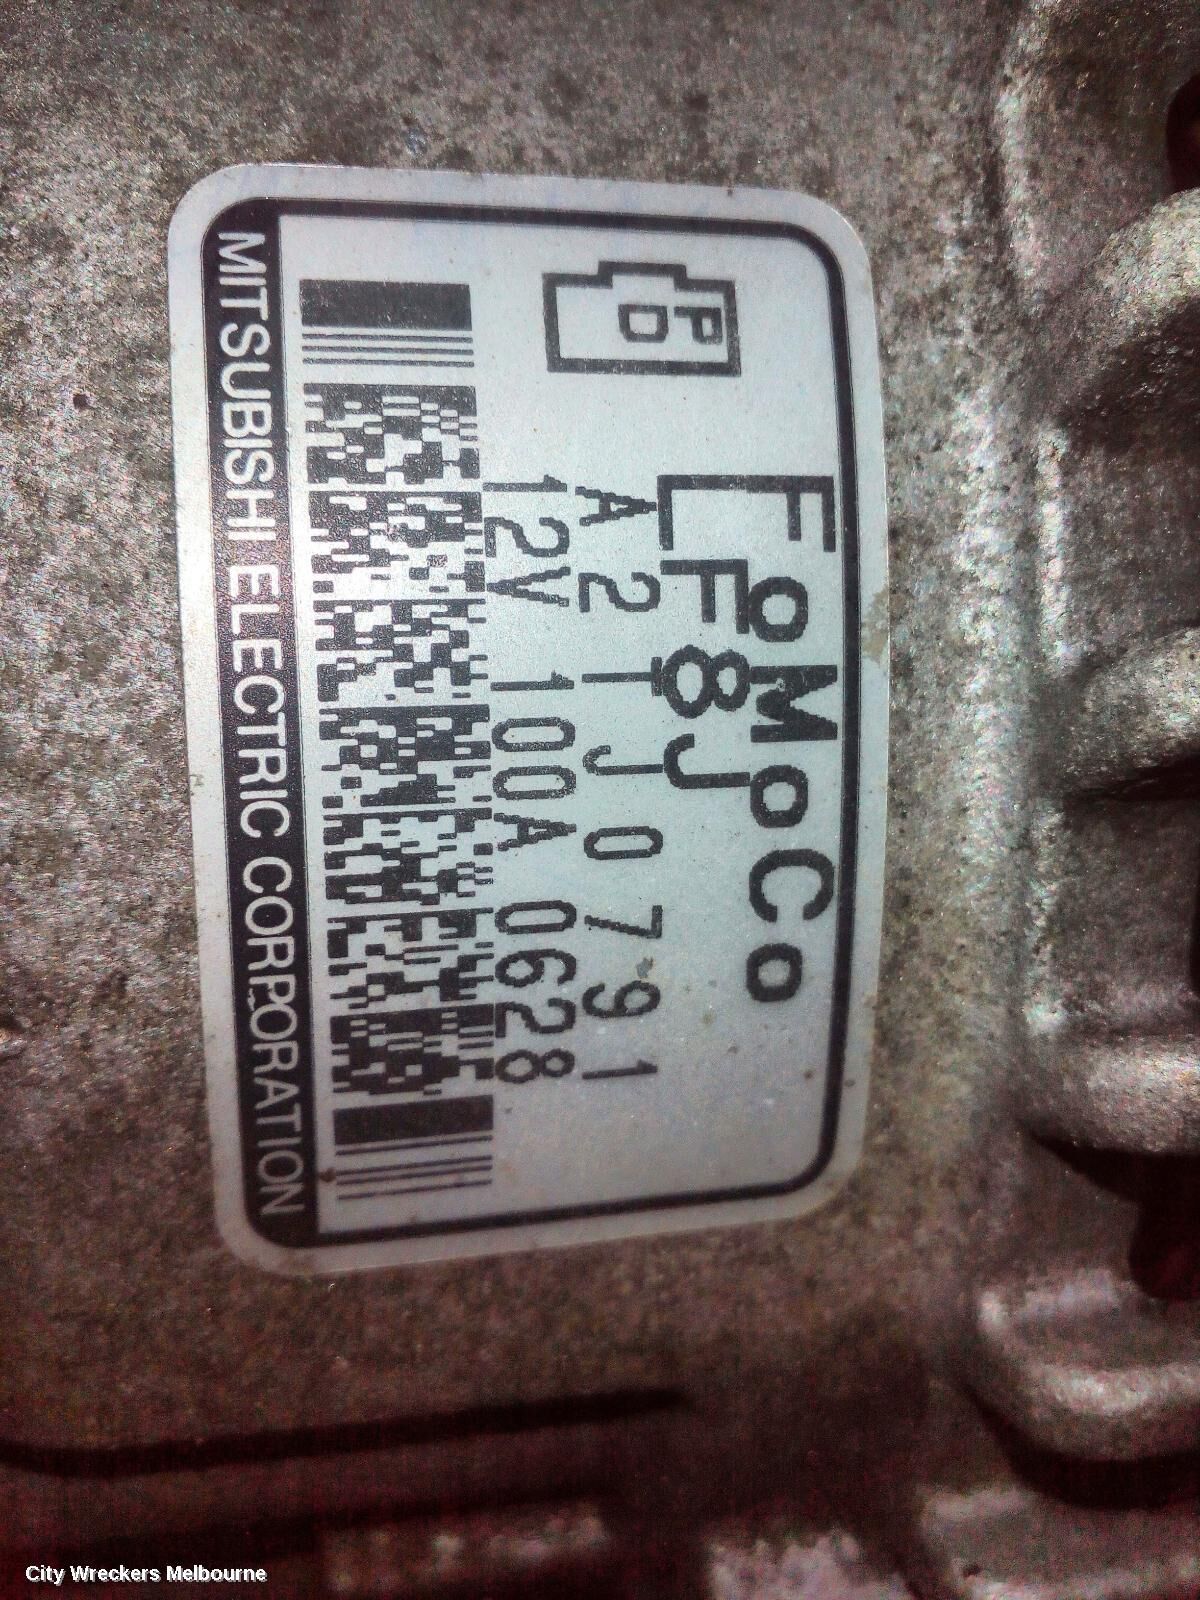 PD
FoMoCo
LF8J
A2TJ0791
12V 100A 0628
MITSUBISHI ELECTRIC CORPORATION
City Wreckers Melbourne